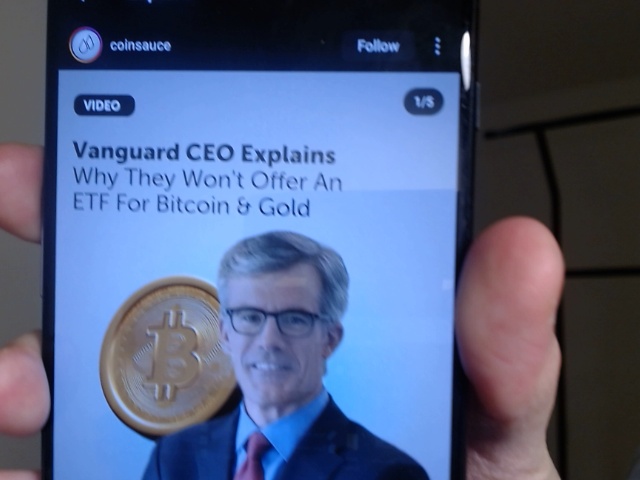 coinsauce
Follow
VIDEO
1/5
Vanguard CEO Explains
Why They Won't Offer An
ETF For Bitcoin & Gold